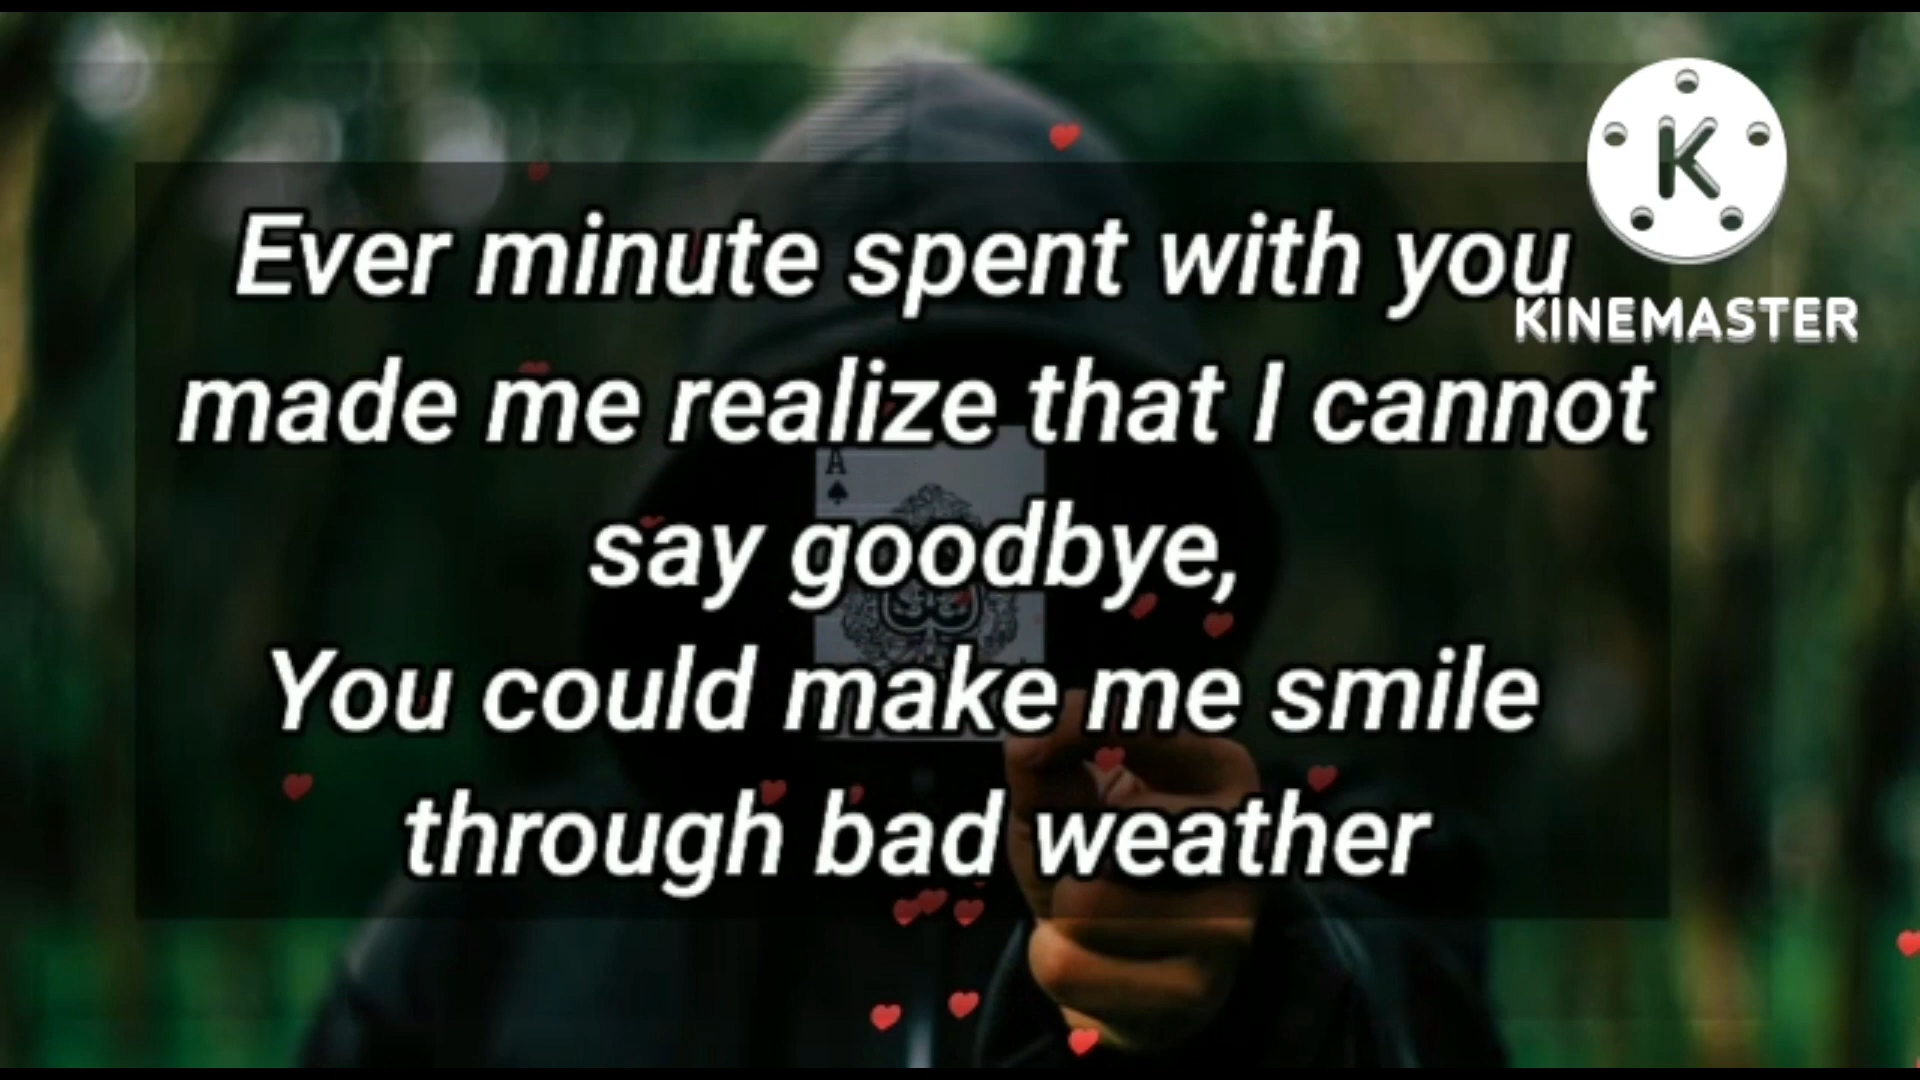 Ever minute spent with you
made me realize that I cannot
say goodbye,
You could make me smile
through bad weather
K
KINEMASTER
A